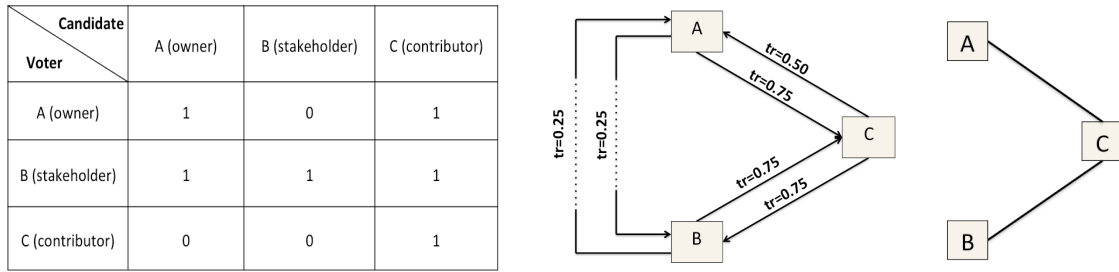 Candidate
Voter
A (owner)
B (stakeholder)
C (contributor)
A (owner)
1
0
1
B (stakeholder)
1
1
1
C (contributor)
0
0
1
A
tr=0.50
tr=0.75
tr=0.25
tr=0.25
C
tr=0.75
tr=0.75
B
A
C
B